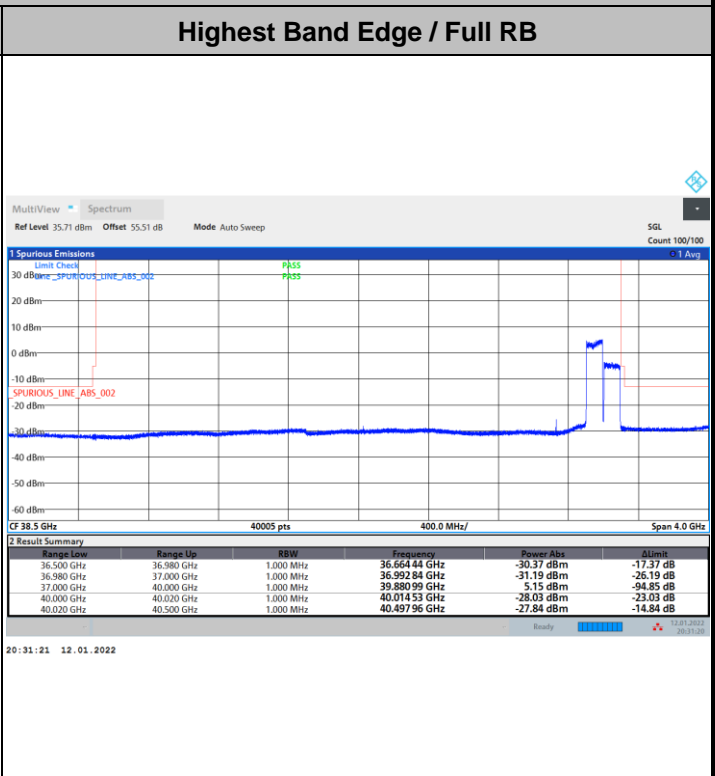 Highest Band Edge / Full RB
MultiView Spectrum
Ref Level 35.71 dBm Offset 55.51 dB Mode Auto Sweep SGL
Count 100/100
1 Spurious Emissions 1 Avg
Limit Check PASS
30 dBm Line _SPURIOUS_LINE_ABS_002 PASS
20 dBm
10 dBm
0 dBm
-10 dBm
_SPURIOUS_LINE_ABS_002
-20 dBm
-30 dBm
-40 dBm
-50 dBm
-60 dBm
CF 38.5 GHz 40005 pts 400.0 MHz/ Span 4.0 GHz
2 Result Summary
Range Low Range Up RBW Frequency Power Abs ΔLimit
36.500 GHz 36.980 GHz 1.000 MHz 36.664 44 GHz -30.37 dBm -17.37 dB
36.980 GHz 37.000 GHz 1.000 MHz 36.992 84 GHz -31.19 dBm -26.19 dB
37.000 GHz 40.000 GHz 1.000 MHz 39.880 99 GHz 5.15 dBm -94.85 dB
40.000 GHz 40.020 GHz 1.000 MHz 40.014 53 GHz -28.03 dBm -23.03 dB
40.020 GHz 40.500 GHz 1.000 MHz 40.497 96 GHz -27.84 dBm -14.84 dB
Ready 12.01.2022
20:31:20
20:31:21 12.01.2022